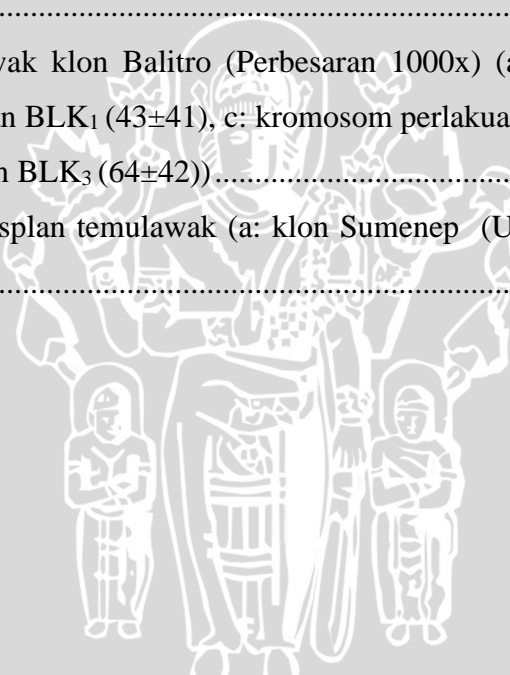 ...................................................................
wak klon Balitro (Perbesaran 1000x) (a
n BLK₁ (43±41), c: kromosom perlakua
n BLK₃ (64±42))...................................
splan temulawak (a: klon Sumenep (U
...................................................................